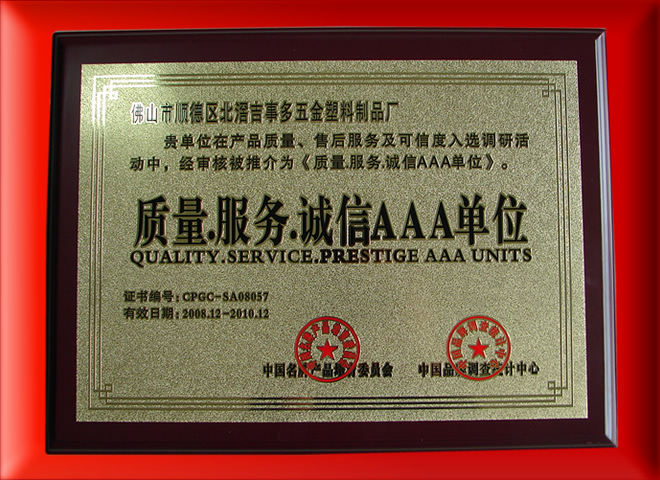 佛山市顺德区北滘吉事多五金塑料制品厂
贵单位在产品质量、售后服务及可信度入选调研活
动中，经审核被推介为《质量.服务.诚信AAA单位》。
质量.服务.诚信AAA单位
QUALITY.SERVICE.PRESTIGE AAA UNITS
证书编号：CPGC-SA08057
有效日期：2008.12-2010.12
中国名 产品 委员会
中国品 调查 计中心